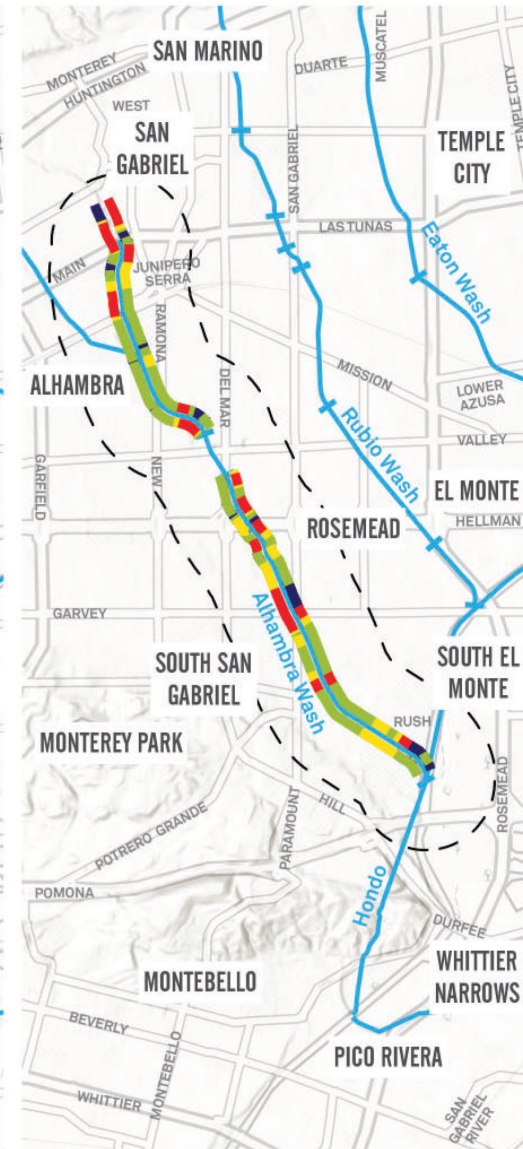 SAN MARINO
MONTEREY
HUNTINGTON
DUARTE
MUSCATEL
TEMPLE CITY
WEST
SAN
GABRIEL
SAN GABRIEL
TEMPLE
CITY
LAS TUNAS
MAIN
JUNIPERO
SERRA
Eaton Wash
RAMONA
MISSION
ALHAMBRA
DEL MAR
LOWER
AZUSA
VALLEY
GARFIELD
NEW
Rubio Wash
EL MONTE
HELLMAN
ROSEMEAD
GARVEY
Alhambra Wash
SOUTH SAN
GABRIEL
SOUTH EL
MONTE
RUSH
MONTEREY PARK
ROSEMEAD
HILL
PARAMOUNT
POTRERO GRANDE
POMONA
Hondo
DURFEE
MONTEBELLO
WHITTIER
NARROWS
BEVERLY
MONTEBELLO
PICO RIVERA
WHITTIER
SAN
GABRIEL
RIVER